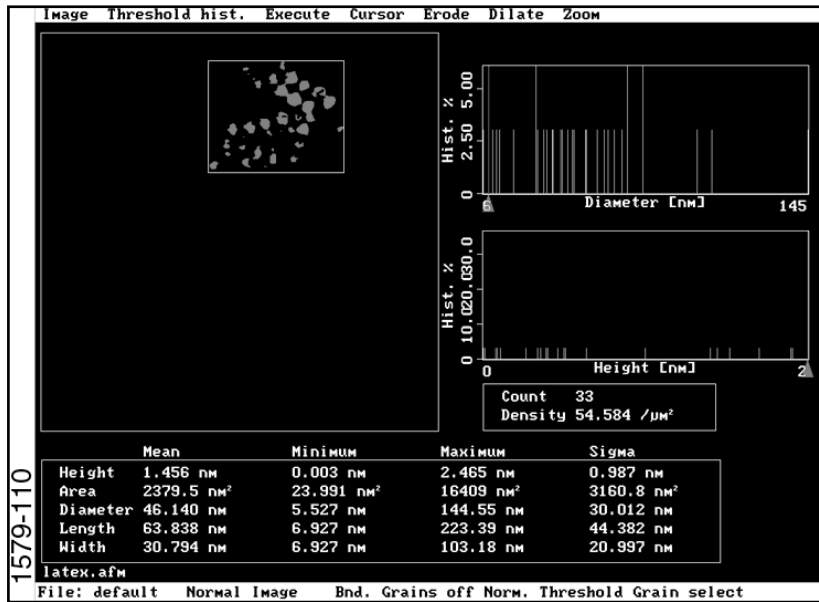 Image Threshold hist. Execute Cursor Erode Dilate Zoom
Hist. %
5.00
2.50
0
6 Diameter [nm] 145
Hist. %
30.0
20.0
10.0
0
0 Height [nm] 2
Count 33
Density 54.584 /µm²
Mean Minimum Maximum Sigma
Height 1.456 nm 0.003 nm 2.465 nm 0.987 nm
Area 2379.5 nm² 23.991 nm² 16409 nm² 3160.8 nm²
Diameter 46.140 nm 5.527 nm 144.55 nm 30.012 nm
Length 63.838 nm 6.927 nm 223.39 nm 44.382 nm
Width 30.794 nm 6.927 nm 103.18 nm 20.997 nm
latex.afm
File: default Normal Image Bnd. Grains off Norm. Threshold Grain select
1579-110